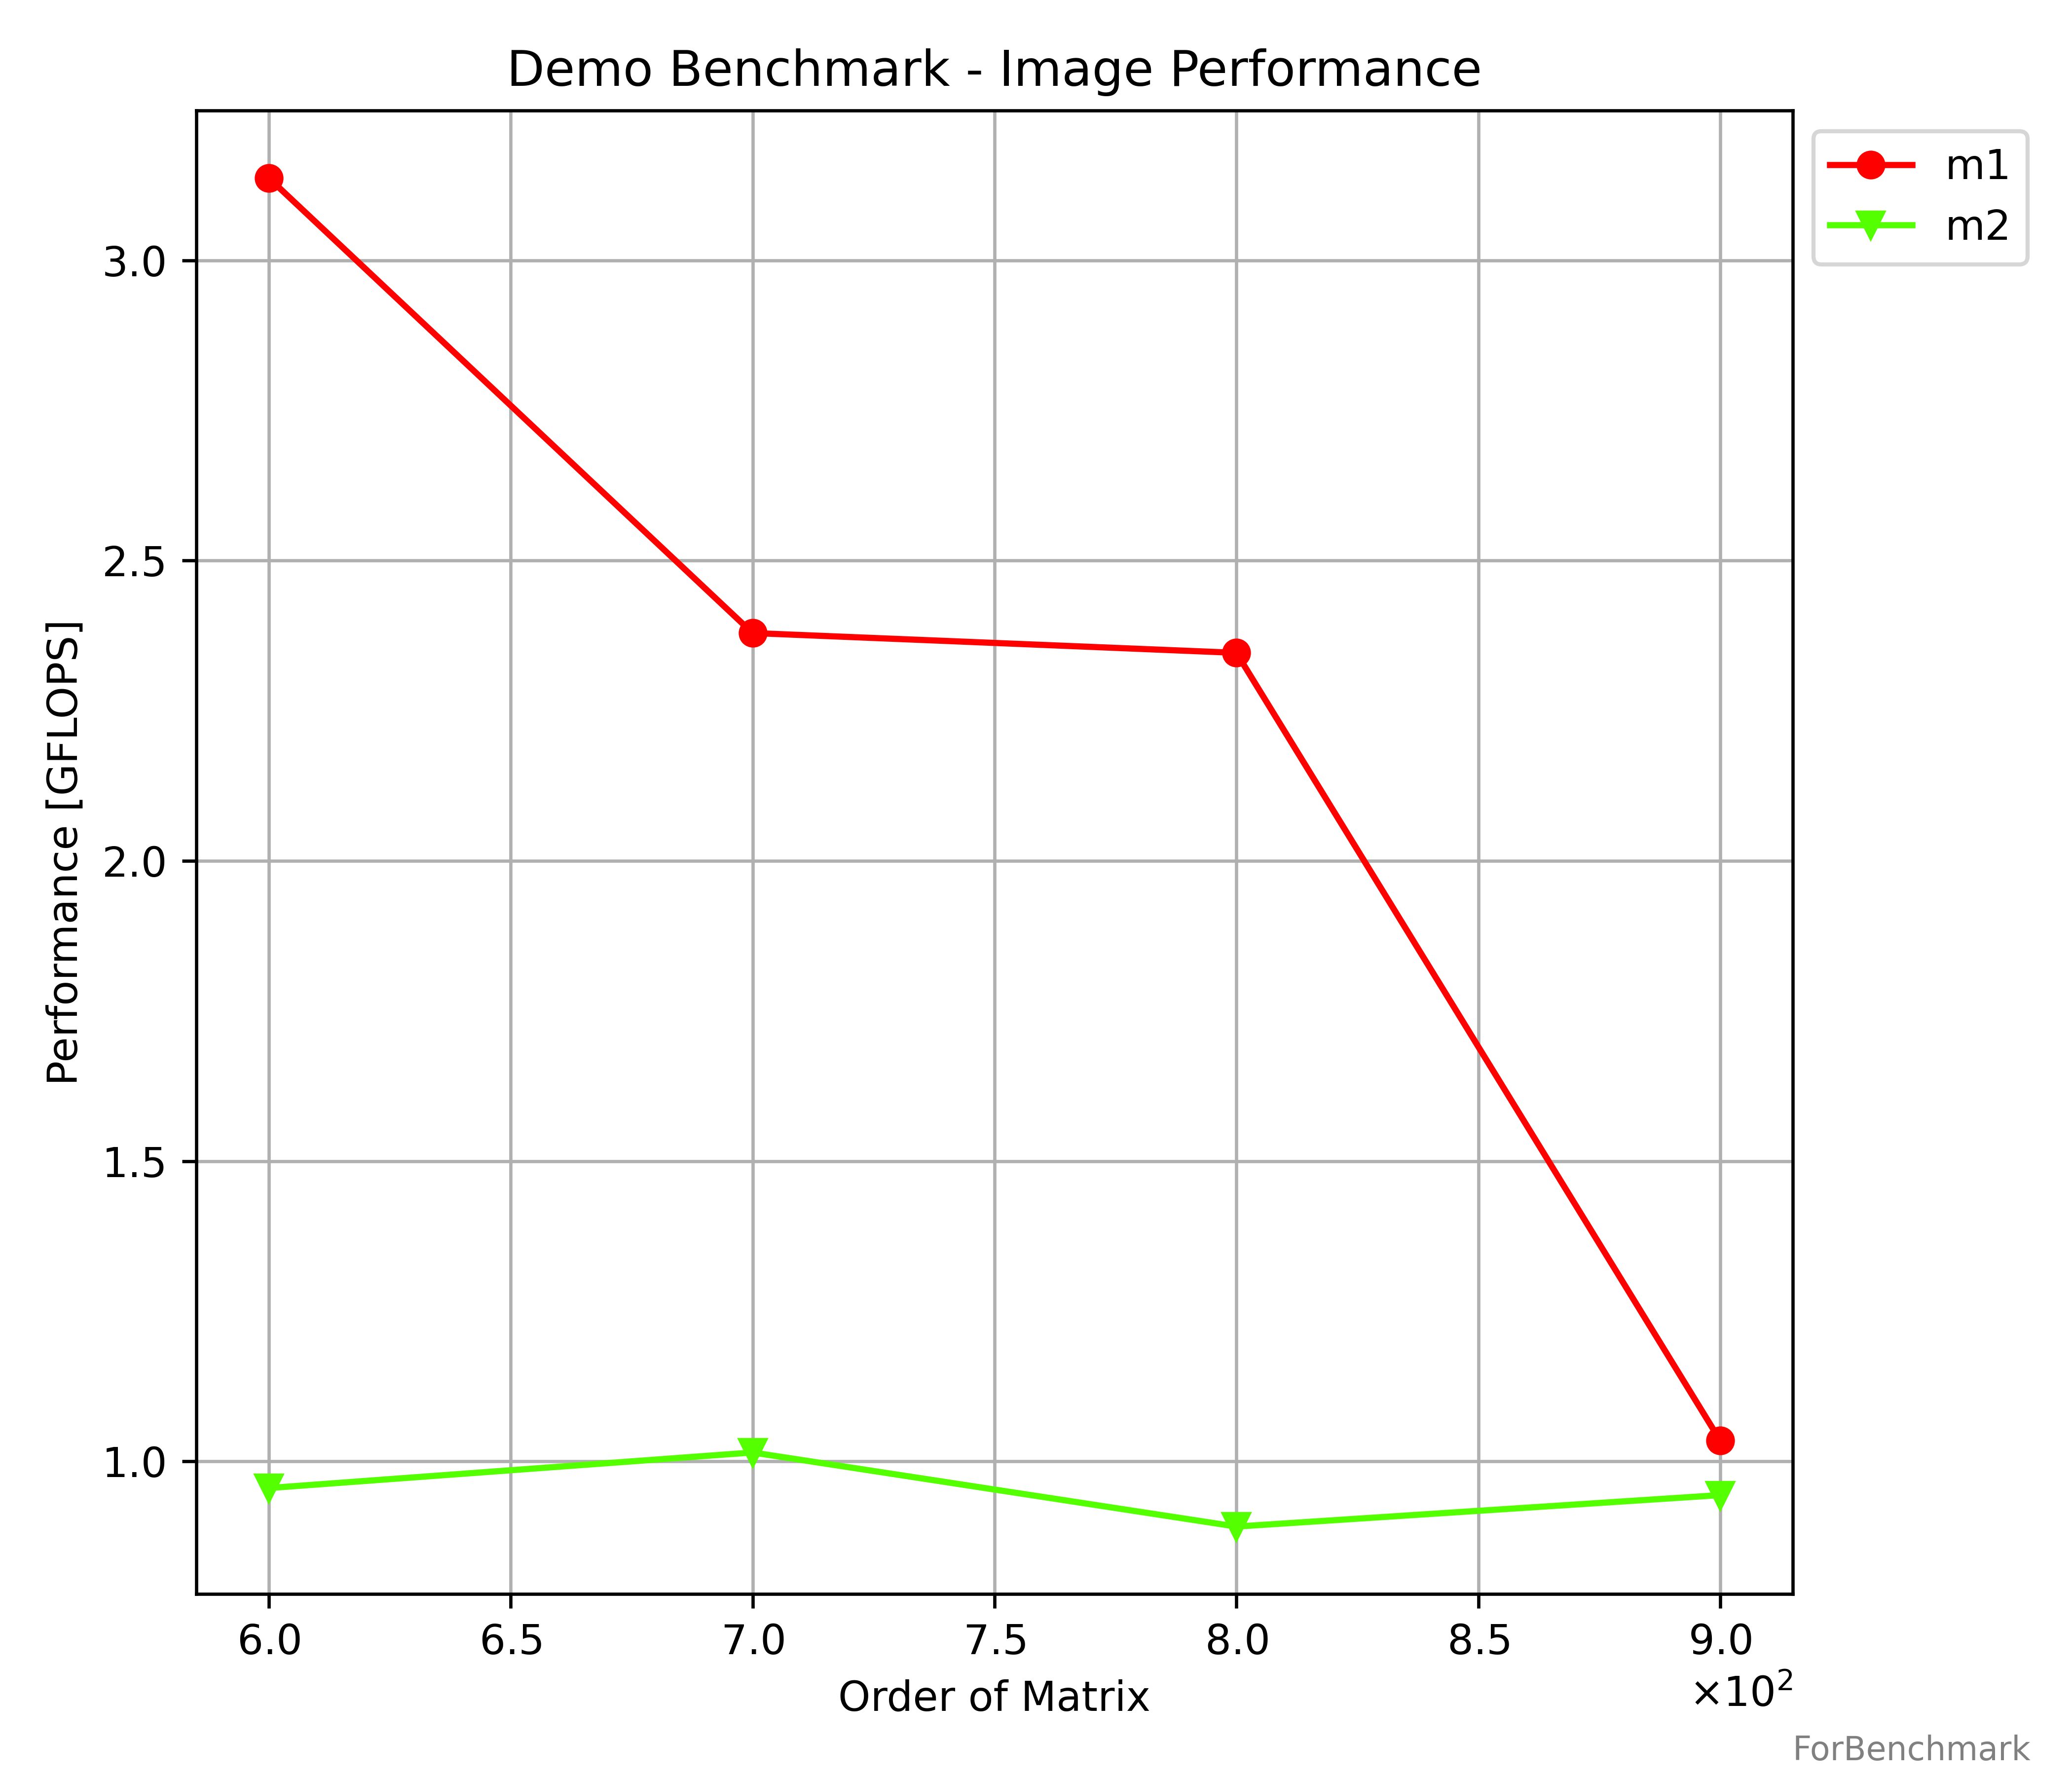 Demo Benchmark - Image Performance
m1
m2
Performance [GFLOPS]
3.0
2.5
2.0
1.5
1.0
6.0 6.5 7.0 7.5 8.0 8.5 9.0
×10²
Order of Matrix
ForBenchmark